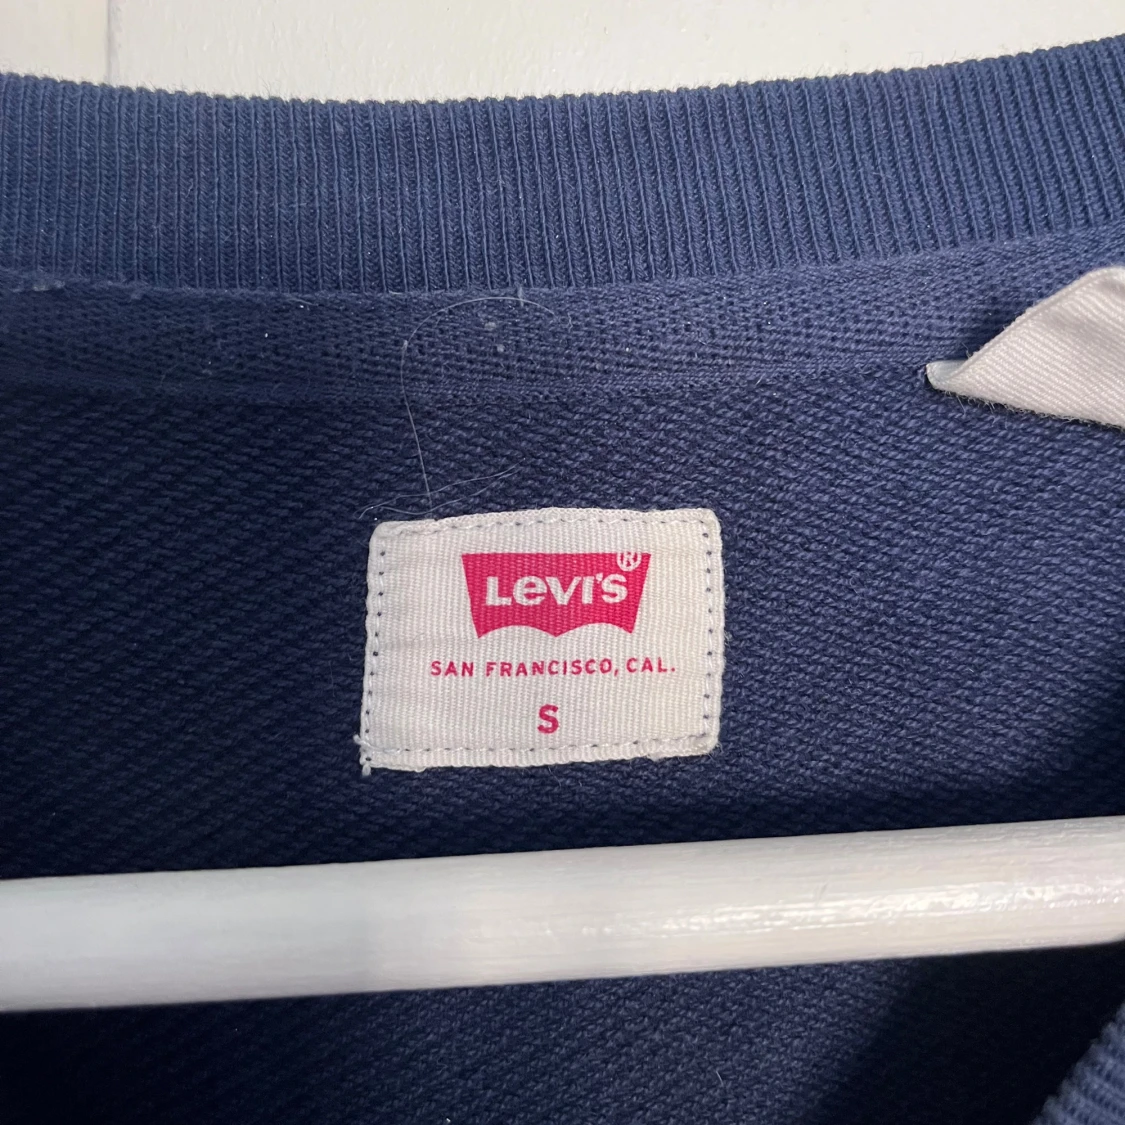 Levi's®
SAN FRANCISCO, CAL.
S